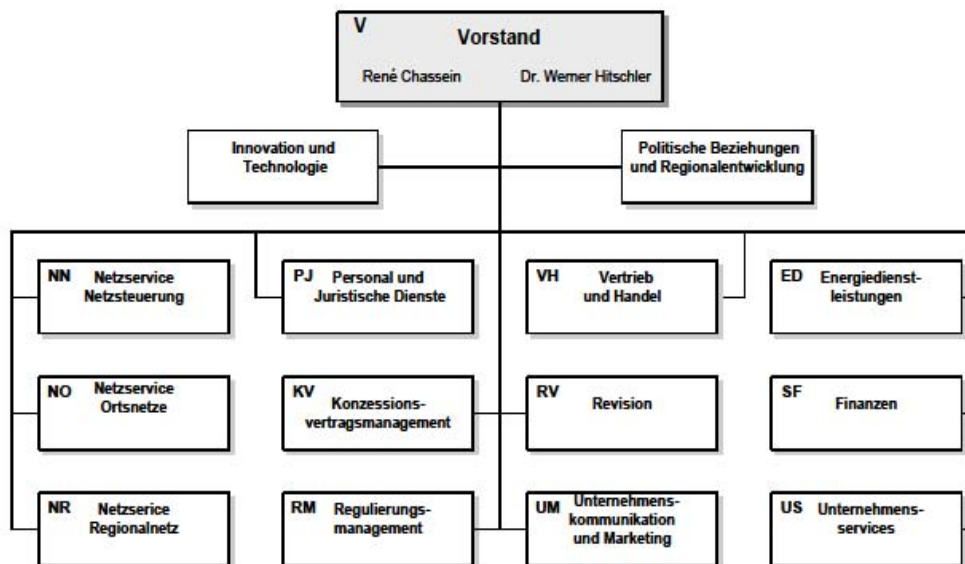 V
Vorstand
René Chassein Dr. Werner Hitschler
Innovation und
Technologie
Politische Beziehungen
und Regionalentwicklung
NN Netzservice
Netzsteuerung
PJ Personal und
Juristische Dienste
VH Vertrieb
und Handel
ED Energiedienst-
leistungen
NO Netzservice
Ortsnetze
KV Konzessions-
vertragsmanagement
RV Revision
SF Finanzen
NR Netzserice
Regionalnetz
RM Regulierungs-
management
UM Unternehmens-
kommunikation
und Marketing
US Unternehmens-
services